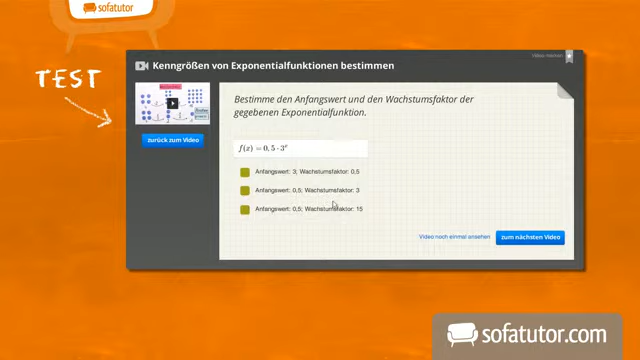 sofatutor
Video merken
Kenngrößen von Exponentialfunktionen bestimmen
TEST
Bestimme den Anfangswert und den Wachstumsfaktor der
gegebenen Exponentialfunktion.
zurück zum Video
f(x) = 0,5 · 3ˣ
Anfangswert: 3; Wachstumsfaktor: 0,5
Anfangswert: 0,5; Wachstumsfaktor: 3
Anfangswert: 0,5; Wachstumsfaktor: 15
Video noch einmal ansehen
zum nächsten Video
sofatutor.com